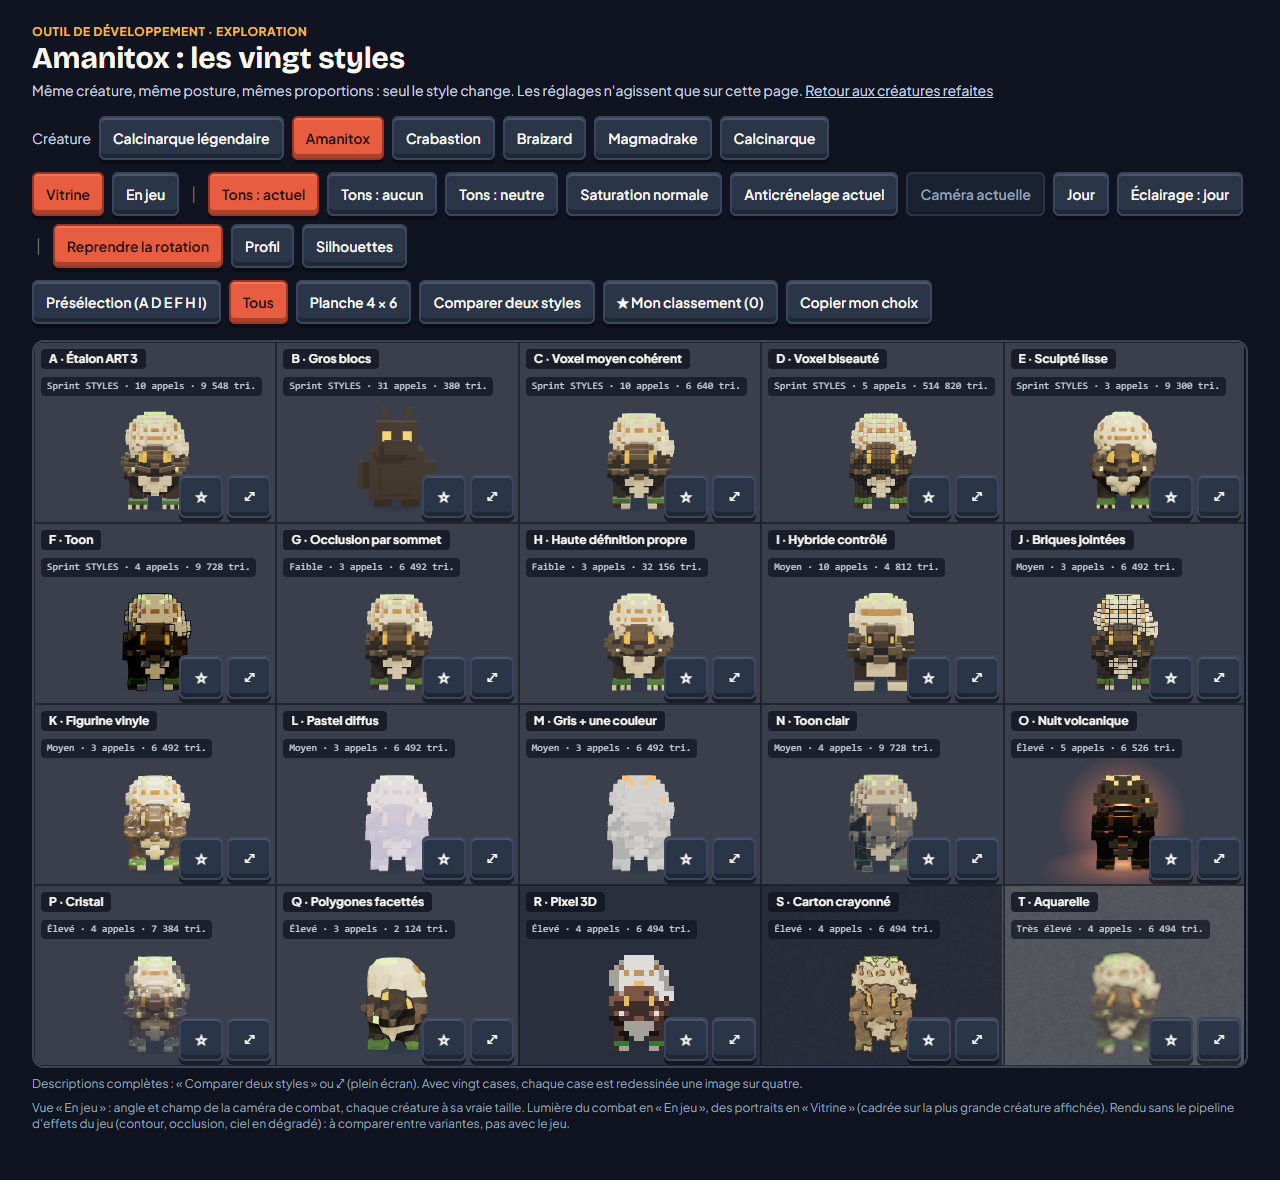 OUTIL DE DÉVELOPPEMENT · EXPLORATION
Amanitox : les vingt styles
Même créature, même posture, mêmes proportions : seul le style change. Les réglages n'agissent que sur cette page. Retour aux créatures refaites
Créature Calcinarque légendaire Amanitox Crabastion Braizard Magmadrake Calcinarque
Vitrine En jeu | Tons : actuel Tons : aucun Tons : neutre Saturation normale Anticrénelage actuel Caméra actuelle Jour Éclairage : jour
| Reprendre la rotation Profil Silhouettes
Présélection (A D E F H I) Tous Planche 4 × 6 Comparer deux styles ★ Mon classement (0) Copier mon choix
A · Étalon ART 3 B · Gros blocs C · Voxel moyen cohérent D · Voxel biseauté E · Sculpté lisse
Sprint STYLES · 10 appels · 9 548 tri. Sprint STYLES · 31 appels · 380 tri. Sprint STYLES · 10 appels · 6 640 tri. Sprint STYLES · 5 appels · 514 820 tri. Sprint STYLES · 3 appels · 9 300 tri.
F · Toon G · Occlusion par sommet H · Haute définition propre I · Hybride contrôlé J · Briques jointées
Sprint STYLES · 4 appels · 9 728 tri. Faible · 3 appels · 6 492 tri. Faible · 3 appels · 32 156 tri. Moyen · 10 appels · 4 812 tri. Moyen · 3 appels · 6 492 tri.
K · Figurine vinyle L · Pastel diffus M · Gris + une couleur N · Toon clair O · Nuit volcanique
Moyen · 3 appels · 6 492 tri. Moyen · 3 appels · 6 492 tri. Moyen · 3 appels · 6 492 tri. Moyen · 4 appels · 9 728 tri. Élevé · 5 appels · 6 526 tri.
P · Cristal Q · Polygones facettés R · Pixel 3D S · Carton crayonné T · Aquarelle
Élevé · 4 appels · 7 384 tri. Élevé · 3 appels · 2 124 tri. Élevé · 4 appels · 6 494 tri. Élevé · 4 appels · 6 494 tri. Très élevé · 4 appels · 6 494 tri.
Descriptions complètes : « Comparer deux styles » ou ⤢ (plein écran). Avec vingt cases, chaque case est redessinée une image sur quatre.
Vue « En jeu » : angle et champ de la caméra de combat, chaque créature à sa vraie taille. Lumière du combat en « En jeu », des portraits en « Vitrine » (cadrée sur la plus grande créature affichée). Rendu sans le pipeline
d'effets du jeu (contour, occlusion, ciel en dégradé) : à comparer entre variantes, pas avec le jeu.